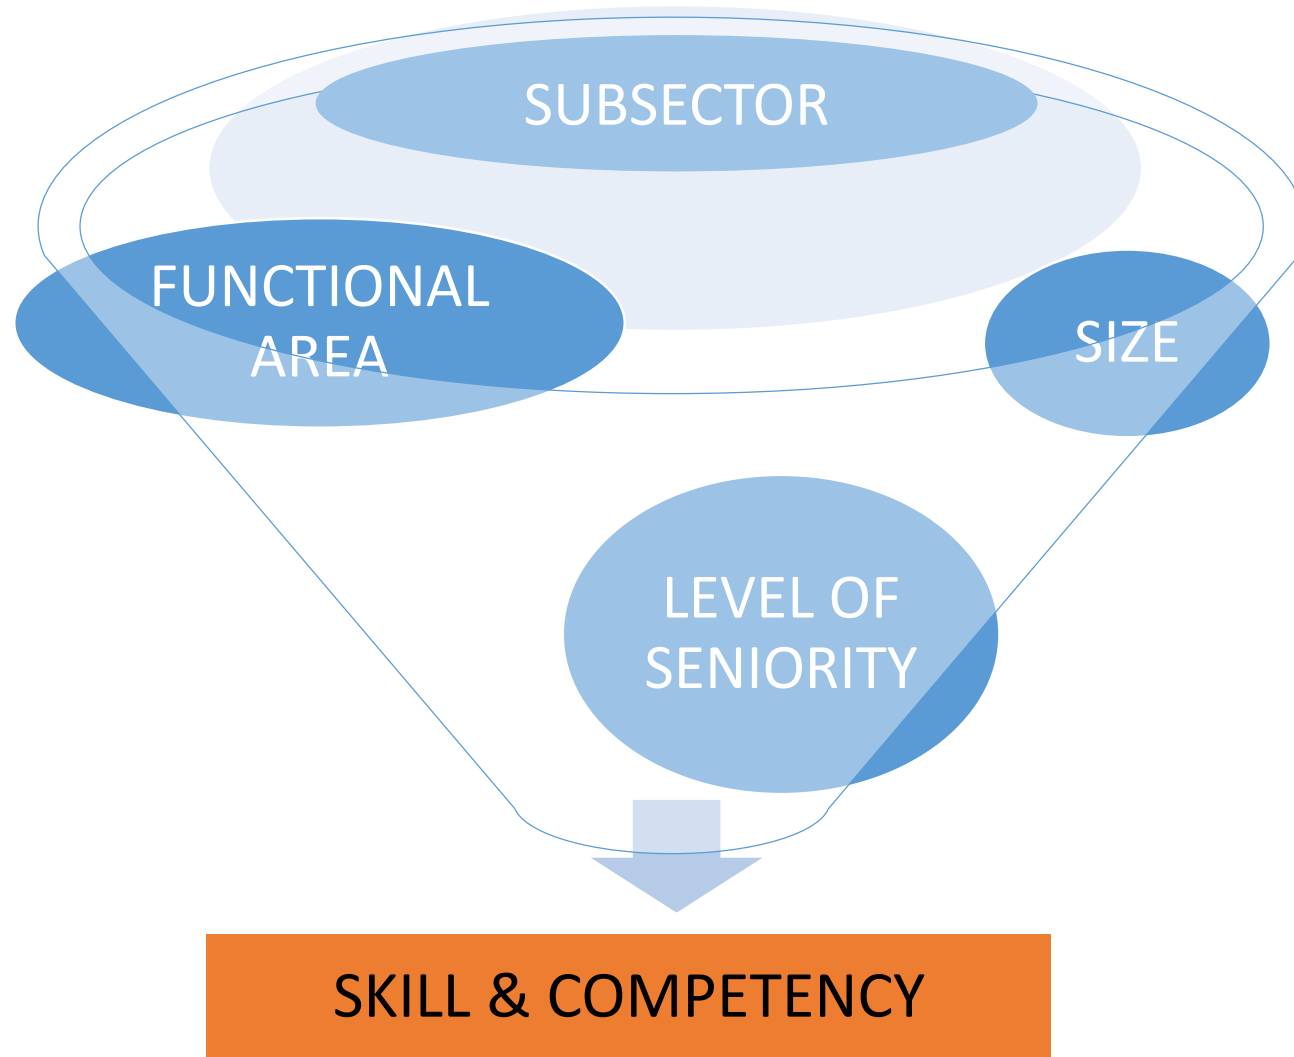 SUBSECTOR
FUNCTIONAL
AREA
SIZE
LEVEL OF
SENIORITY
SKILL & COMPETENCY